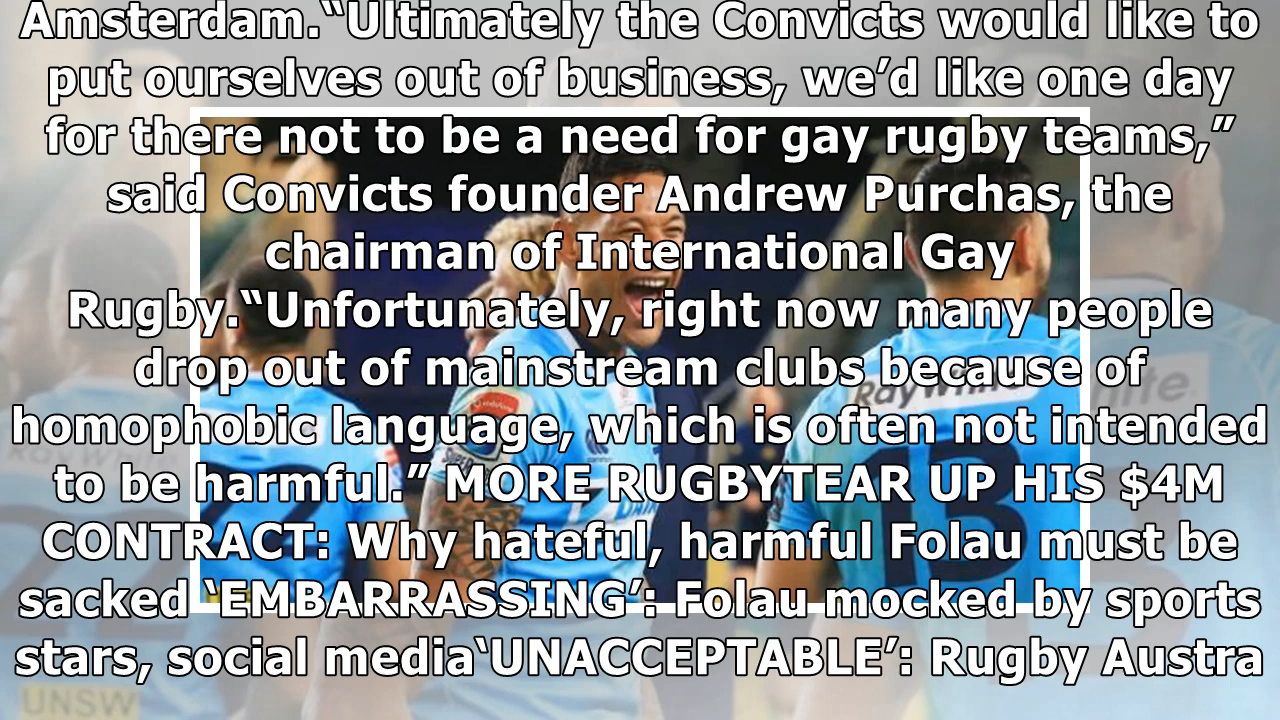 Amsterdam.“Ultimately the Convicts would like to
put ourselves out of business, we’d like one day
for there not to be a need for gay rugby teams,”
said Convicts founder Andrew Purchas, the
chairman of International Gay
Rugby.“Unfortunately, right now many people
drop out of mainstream clubs because of
homophobic language, which is often not intended
to be harmful.” MORE RUGBYTEAR UP HIS $4M
CONTRACT: Why hateful, harmful Folau must be
sacked ‘EMBARRASSING’: Folau mocked by sports
stars, social media‘UNACCEPTABLE’: Rugby Austra
RayWhite
13
UNSW